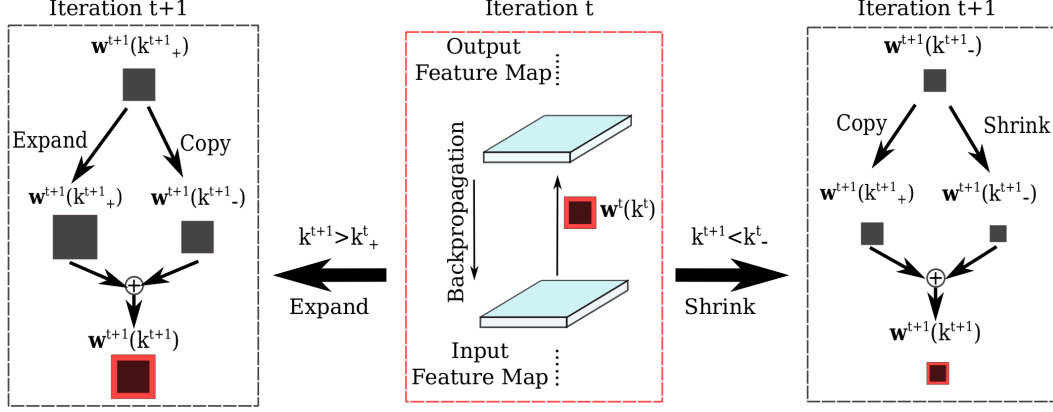 Iteration t+1
w^{t+1}(k^{t+1}_+)
Expand
Copy
w^{t+1}(k^{t+1}_+) w^{t+1}(k^{t+1}_-)
w^{t+1}(k^{t+1})
k^{t+1}>k^t_+
Expand
Iteration t
Output
Feature Map
Backpropagation
w^t(k^t)
Input
Feature Map
k^{t+1}<k^t_-
Shrink
Iteration t+1
w^{t+1}(k^{t+1}_-)
Copy
Shrink
w^{t+1}(k^{t+1}_+) w^{t+1}(k^{t+1}_-)
w^{t+1}(k^{t+1})